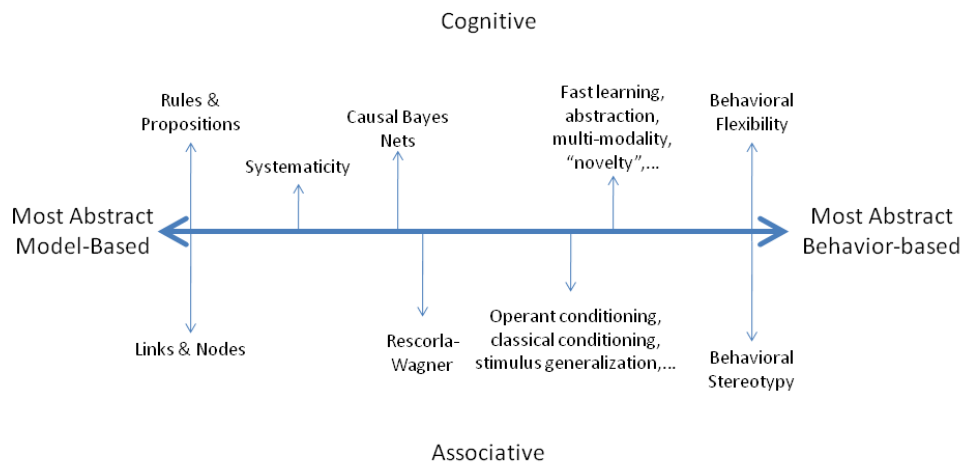 Cognitive
Rules &
Propositions
Systematicity
Causal Bayes
Nets
Fast learning,
abstraction,
multi-modality,
“novelty”,...
Behavioral
Flexibility
Most Abstract
Model-Based
Most Abstract
Behavior-based
Links & Nodes
Rescorla-
Wagner
Operant conditioning,
classical conditioning,
stimulus generalization,...
Behavioral
Stereotypy
Associative